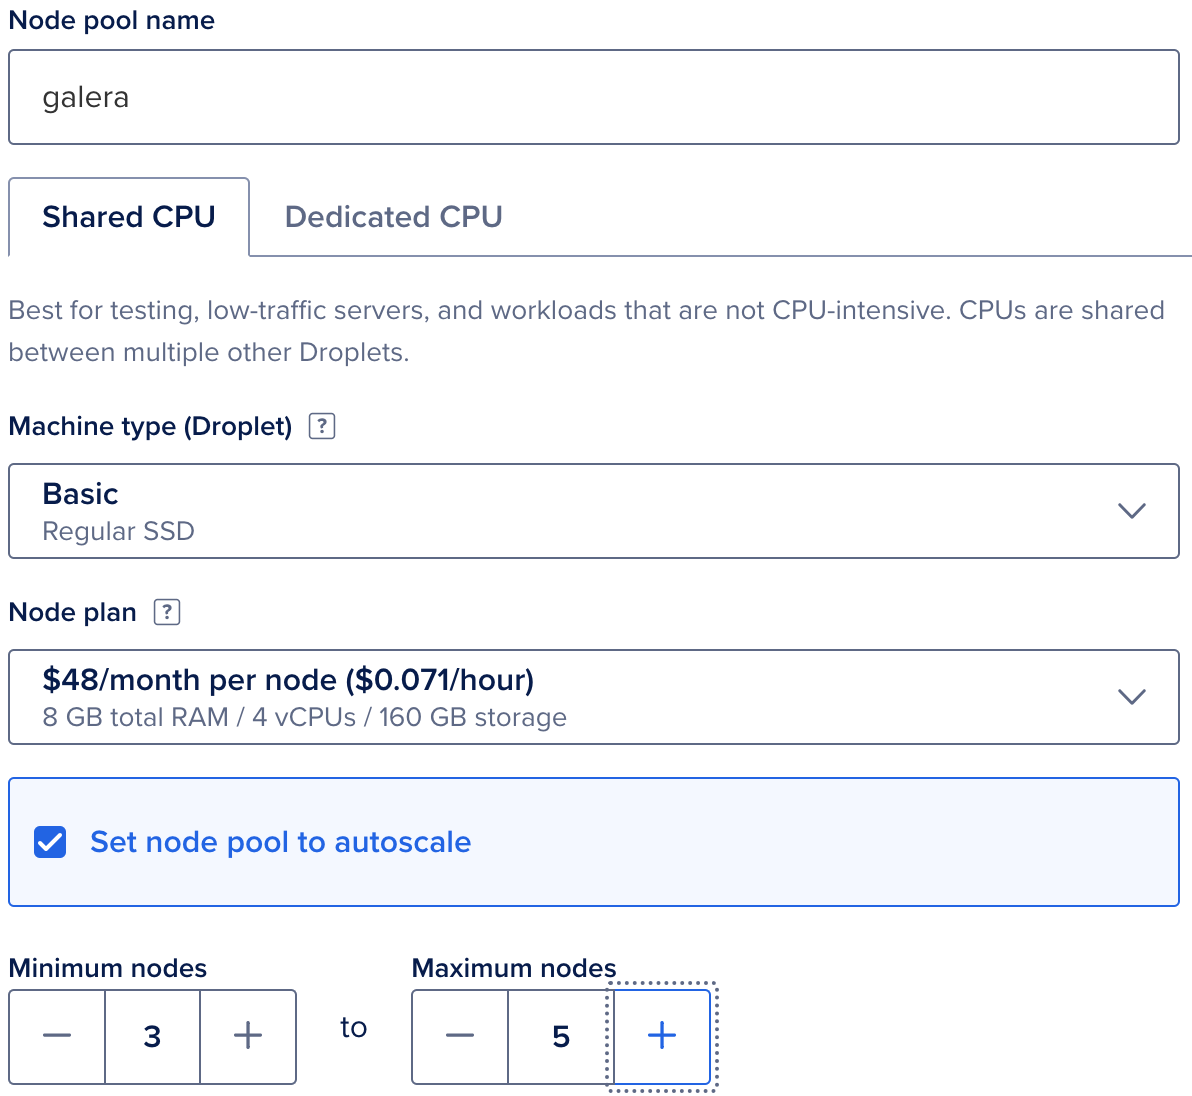 Node pool name
galera
Shared CPU
Dedicated CPU
Best for testing, low-traffic servers, and workloads that are not CPU-intensive. CPUs are shared
between multiple other Droplets.
Machine type (Droplet) ?
Basic
Regular SSD
Node plan ?
$48/month per node ($0.071/hour)
8 GB total RAM / 4 vCPUs / 160 GB storage
Set node pool to autoscale
Minimum nodes
Maximum nodes
− 3 + to − 5 +